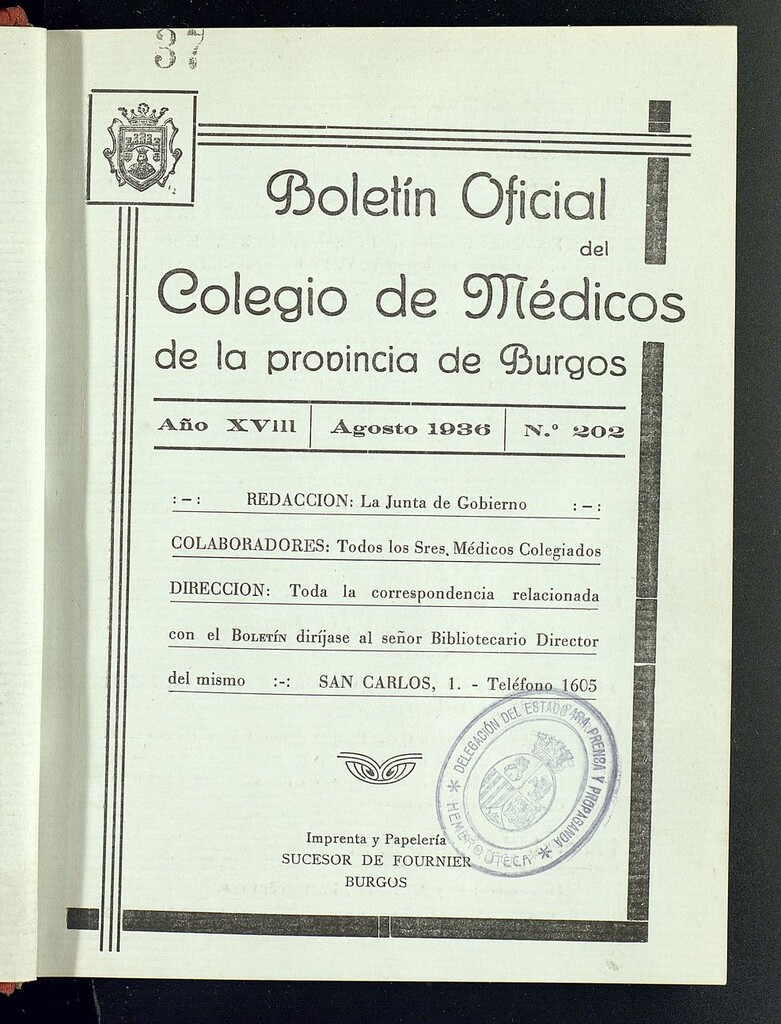 37
Boletín Oficial
del
Colegio de Médicos
de la provincia de Burgos
Año XVIII
Agosto 1936
N.º 202
:-: REDACCION: La Junta de Gobierno :-:
COLABORADORES: Todos los Sres. Médicos Colegiados
DIRECCION: Toda la correspondencia relacionada
con el BOLETÍN diríjase al señor Bibliotecario Director
del mismo :-: SAN CARLOS, 1. - Teléfono 1605
* DELEGACIÓN DEL ESTADO PARA PRENSA Y PROPAGANDA *
HEMEROTECA
Imprenta y Papelería
SUCESOR DE FOURNIER
BURGOS